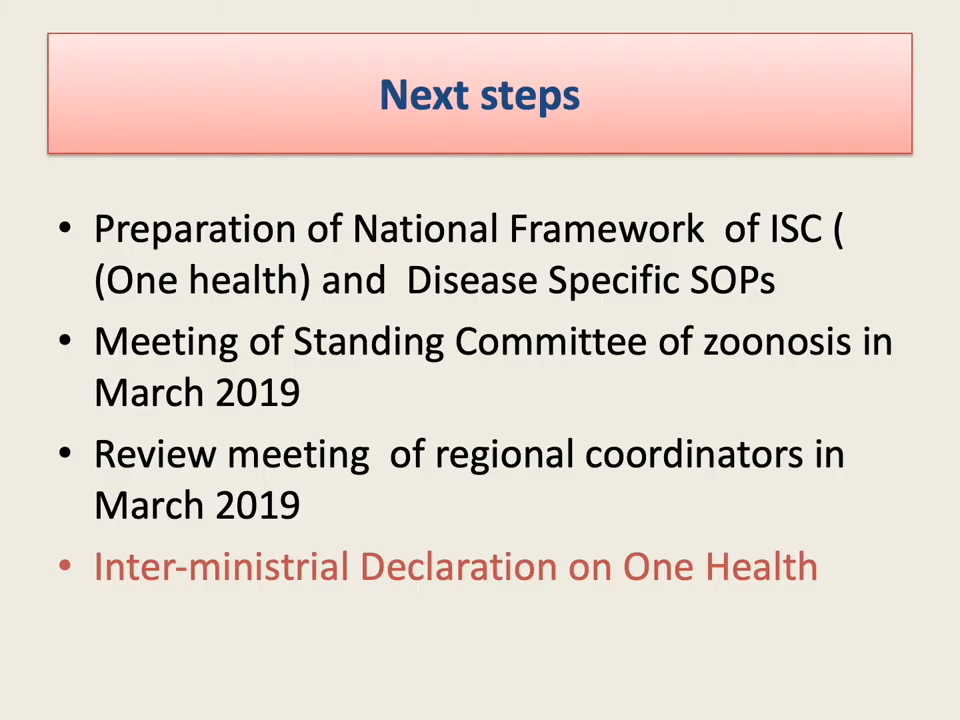 Next steps
• Preparation of National Framework  of ISC (
(One health) and  Disease Specific SOPs
• Meeting of Standing Committee of zoonosis in
March 2019
• Review meeting  of regional coordinators in
March 2019
• Inter-ministrial Declaration on One Health